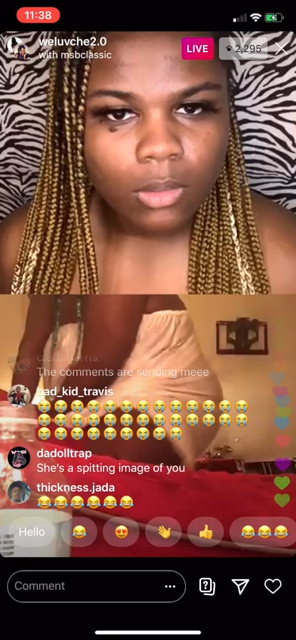 11:38
weluvche2.0
with msbclassic
LIVE
2,295
The comments are sending meee
bad_kid_travis
😭😭😭😭😭😭😭😭😭😭😭😭😭
😭😭😭😭😭😭😭😭😭😭😭😭😭
😭😭😭😭😭😭😭😭
dadolltrap
She's a spitting image of you
thickness.jada
😂😂😂😂😂😂
Hello
😂 😍 👏 👍 😂😂😂
Comment